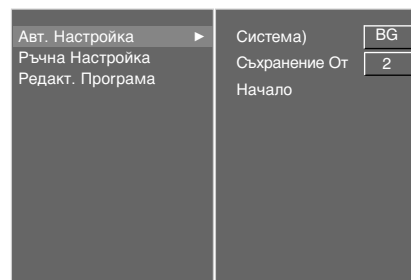 Авт. Настройка ►
Ръчна Настройка
Редакт. Програма
Система) BG
Съхранение От 2
Начало